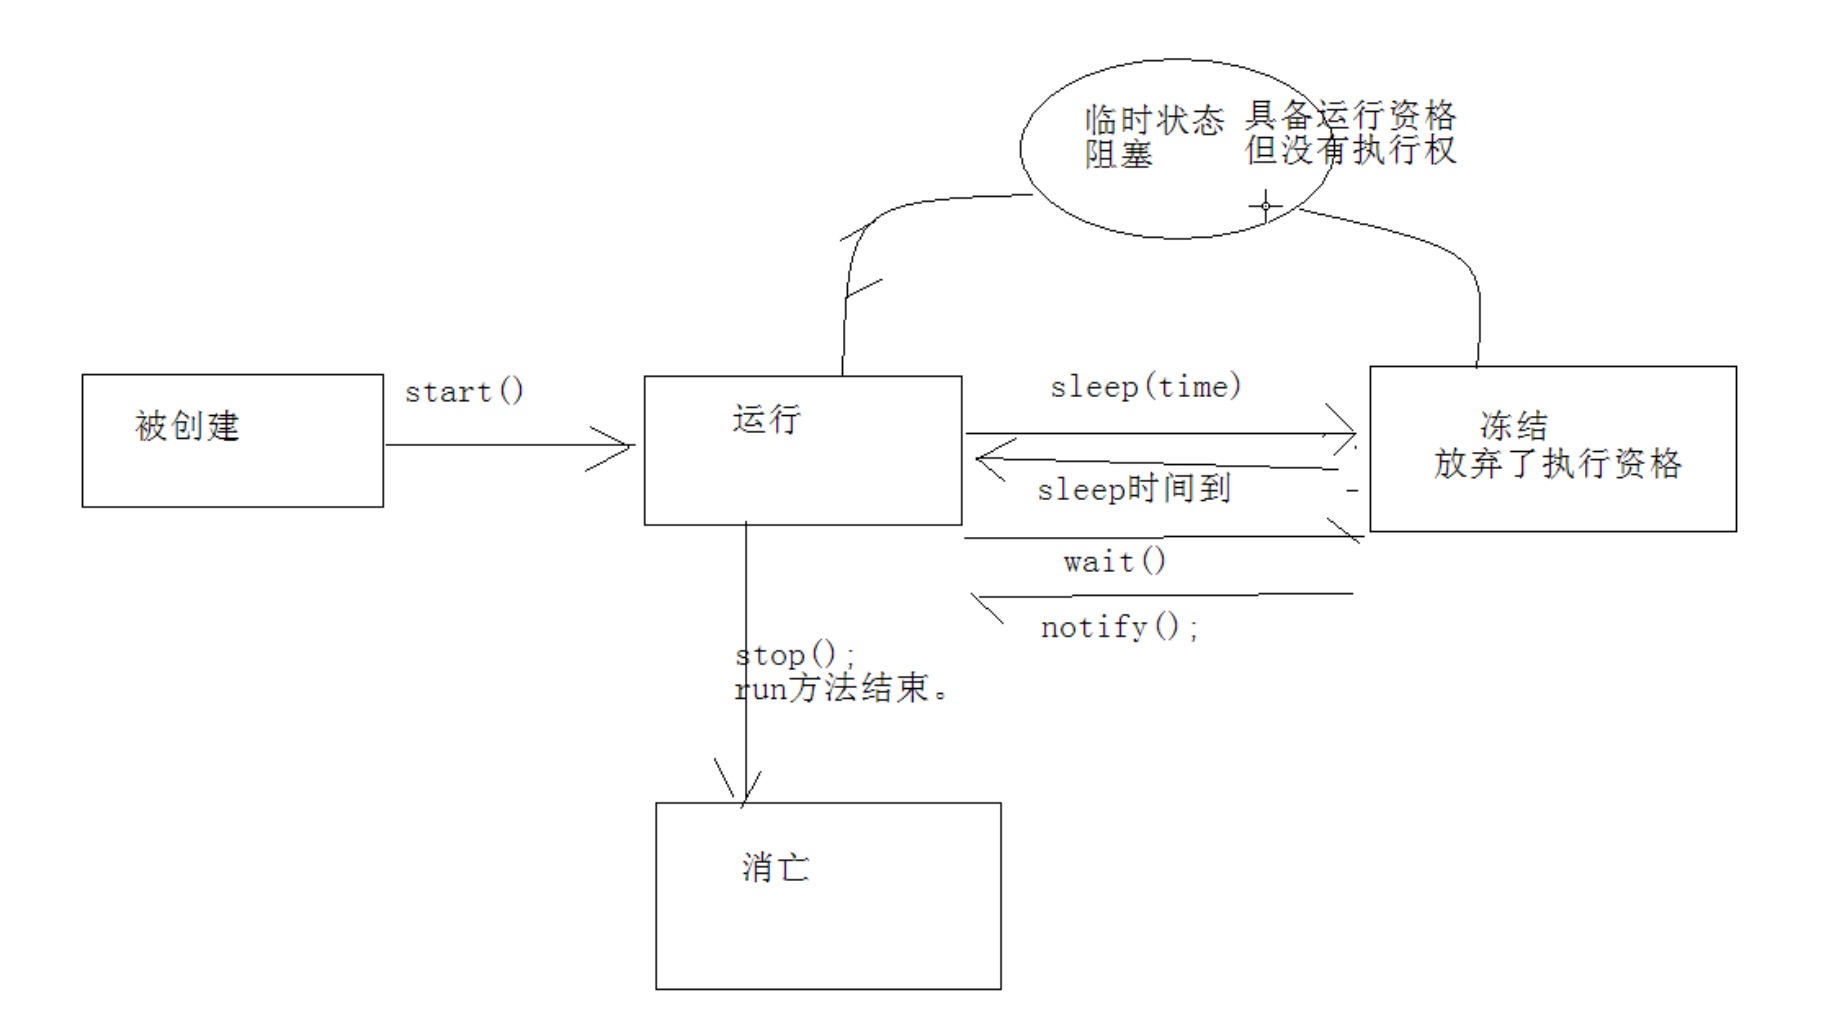 临时状态 具备运行资格
阻塞 但没有执行权
被创建
start()
运行
sleep(time)
冻结
放弃了执行资格
sleep时间到
wait()
notify();
stop();
run方法结束。
消亡